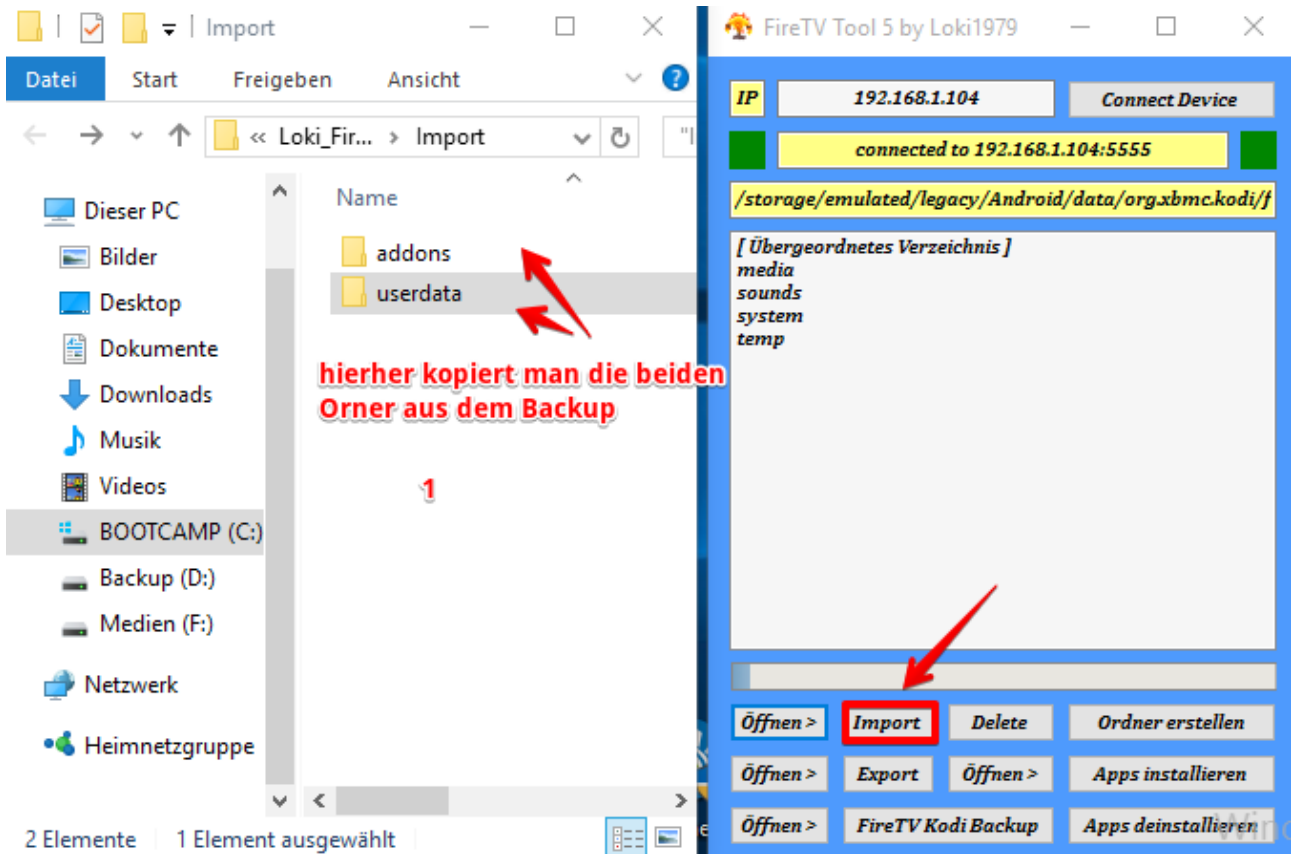 Import
Datei Start Freigeben Ansicht
« Loki_Fir... › Import
Dieser PC
Bilder
Desktop
Dokumente
Downloads
Musik
Videos
BOOTCAMP (C:)
Backup (D:)
Medien (F:)
Netzwerk
Heimnetzgruppe
Name
addons
userdata
hierher kopiert man die beiden
Orner aus dem Backup
1
2 Elemente 1 Element ausgewählt
FireTV Tool 5 by Loki1979
IP 192.168.1.104 Connect Device
connected to 192.168.1.104:5555
/storage/emulated/legacy/Android/data/org.xbmc.kodi/f
[ Übergeordnetes Verzeichnis ]
media
sounds
system
temp
Öffnen > Import Delete Ordner erstellen
Öffnen > Export Öffnen > Apps installieren
Öffnen > FireTV Kodi Backup Apps deinstallieren